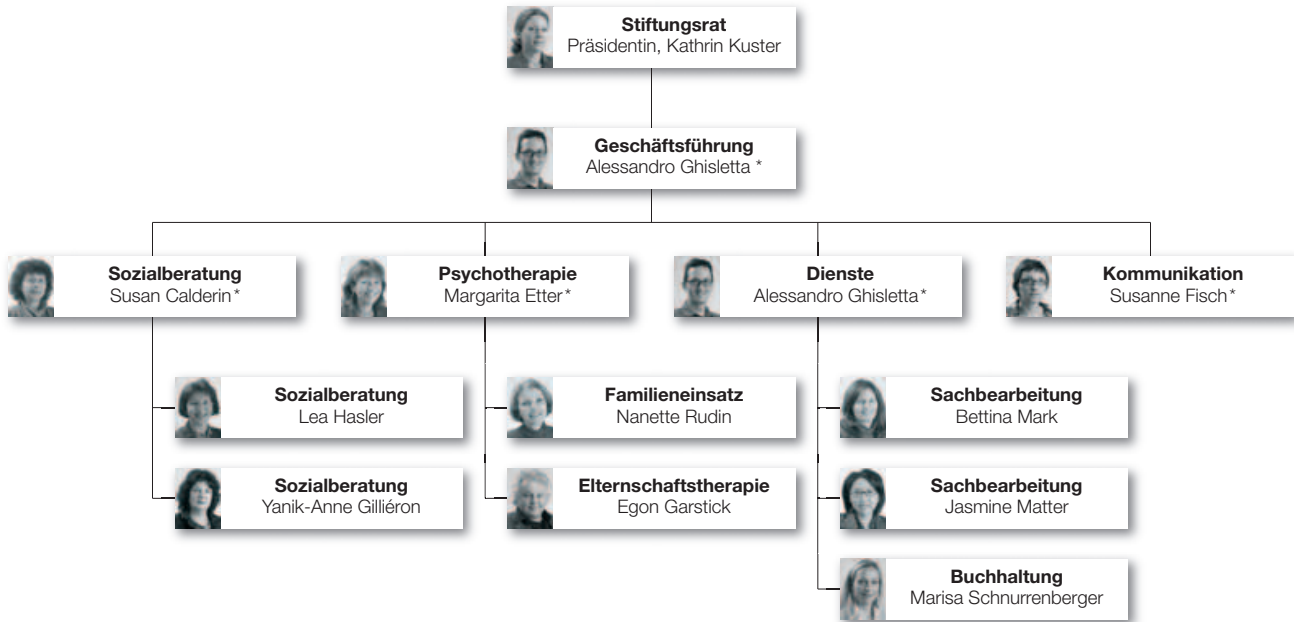 Stiftungsrat
Präsidentin, Kathrin Kuster
Geschäftsführung
Alessandro Ghisletta *
Sozialberatung
Susan Calderin*
Psychotherapie
Margarita Etter*
Dienste
Alessandro Ghisletta*
Kommunikation
Susanne Fisch*
Sozialberatung
Lea Hasler
Familieneinsatz
Nanette Rudin
Sachbearbeitung
Bettina Mark
Sozialberatung
Yanik-Anne Gilliéron
Elternschaftstherapie
Egon Garstick
Sachbearbeitung
Jasmine Matter
Buchhaltung
Marisa Schnurrenberger